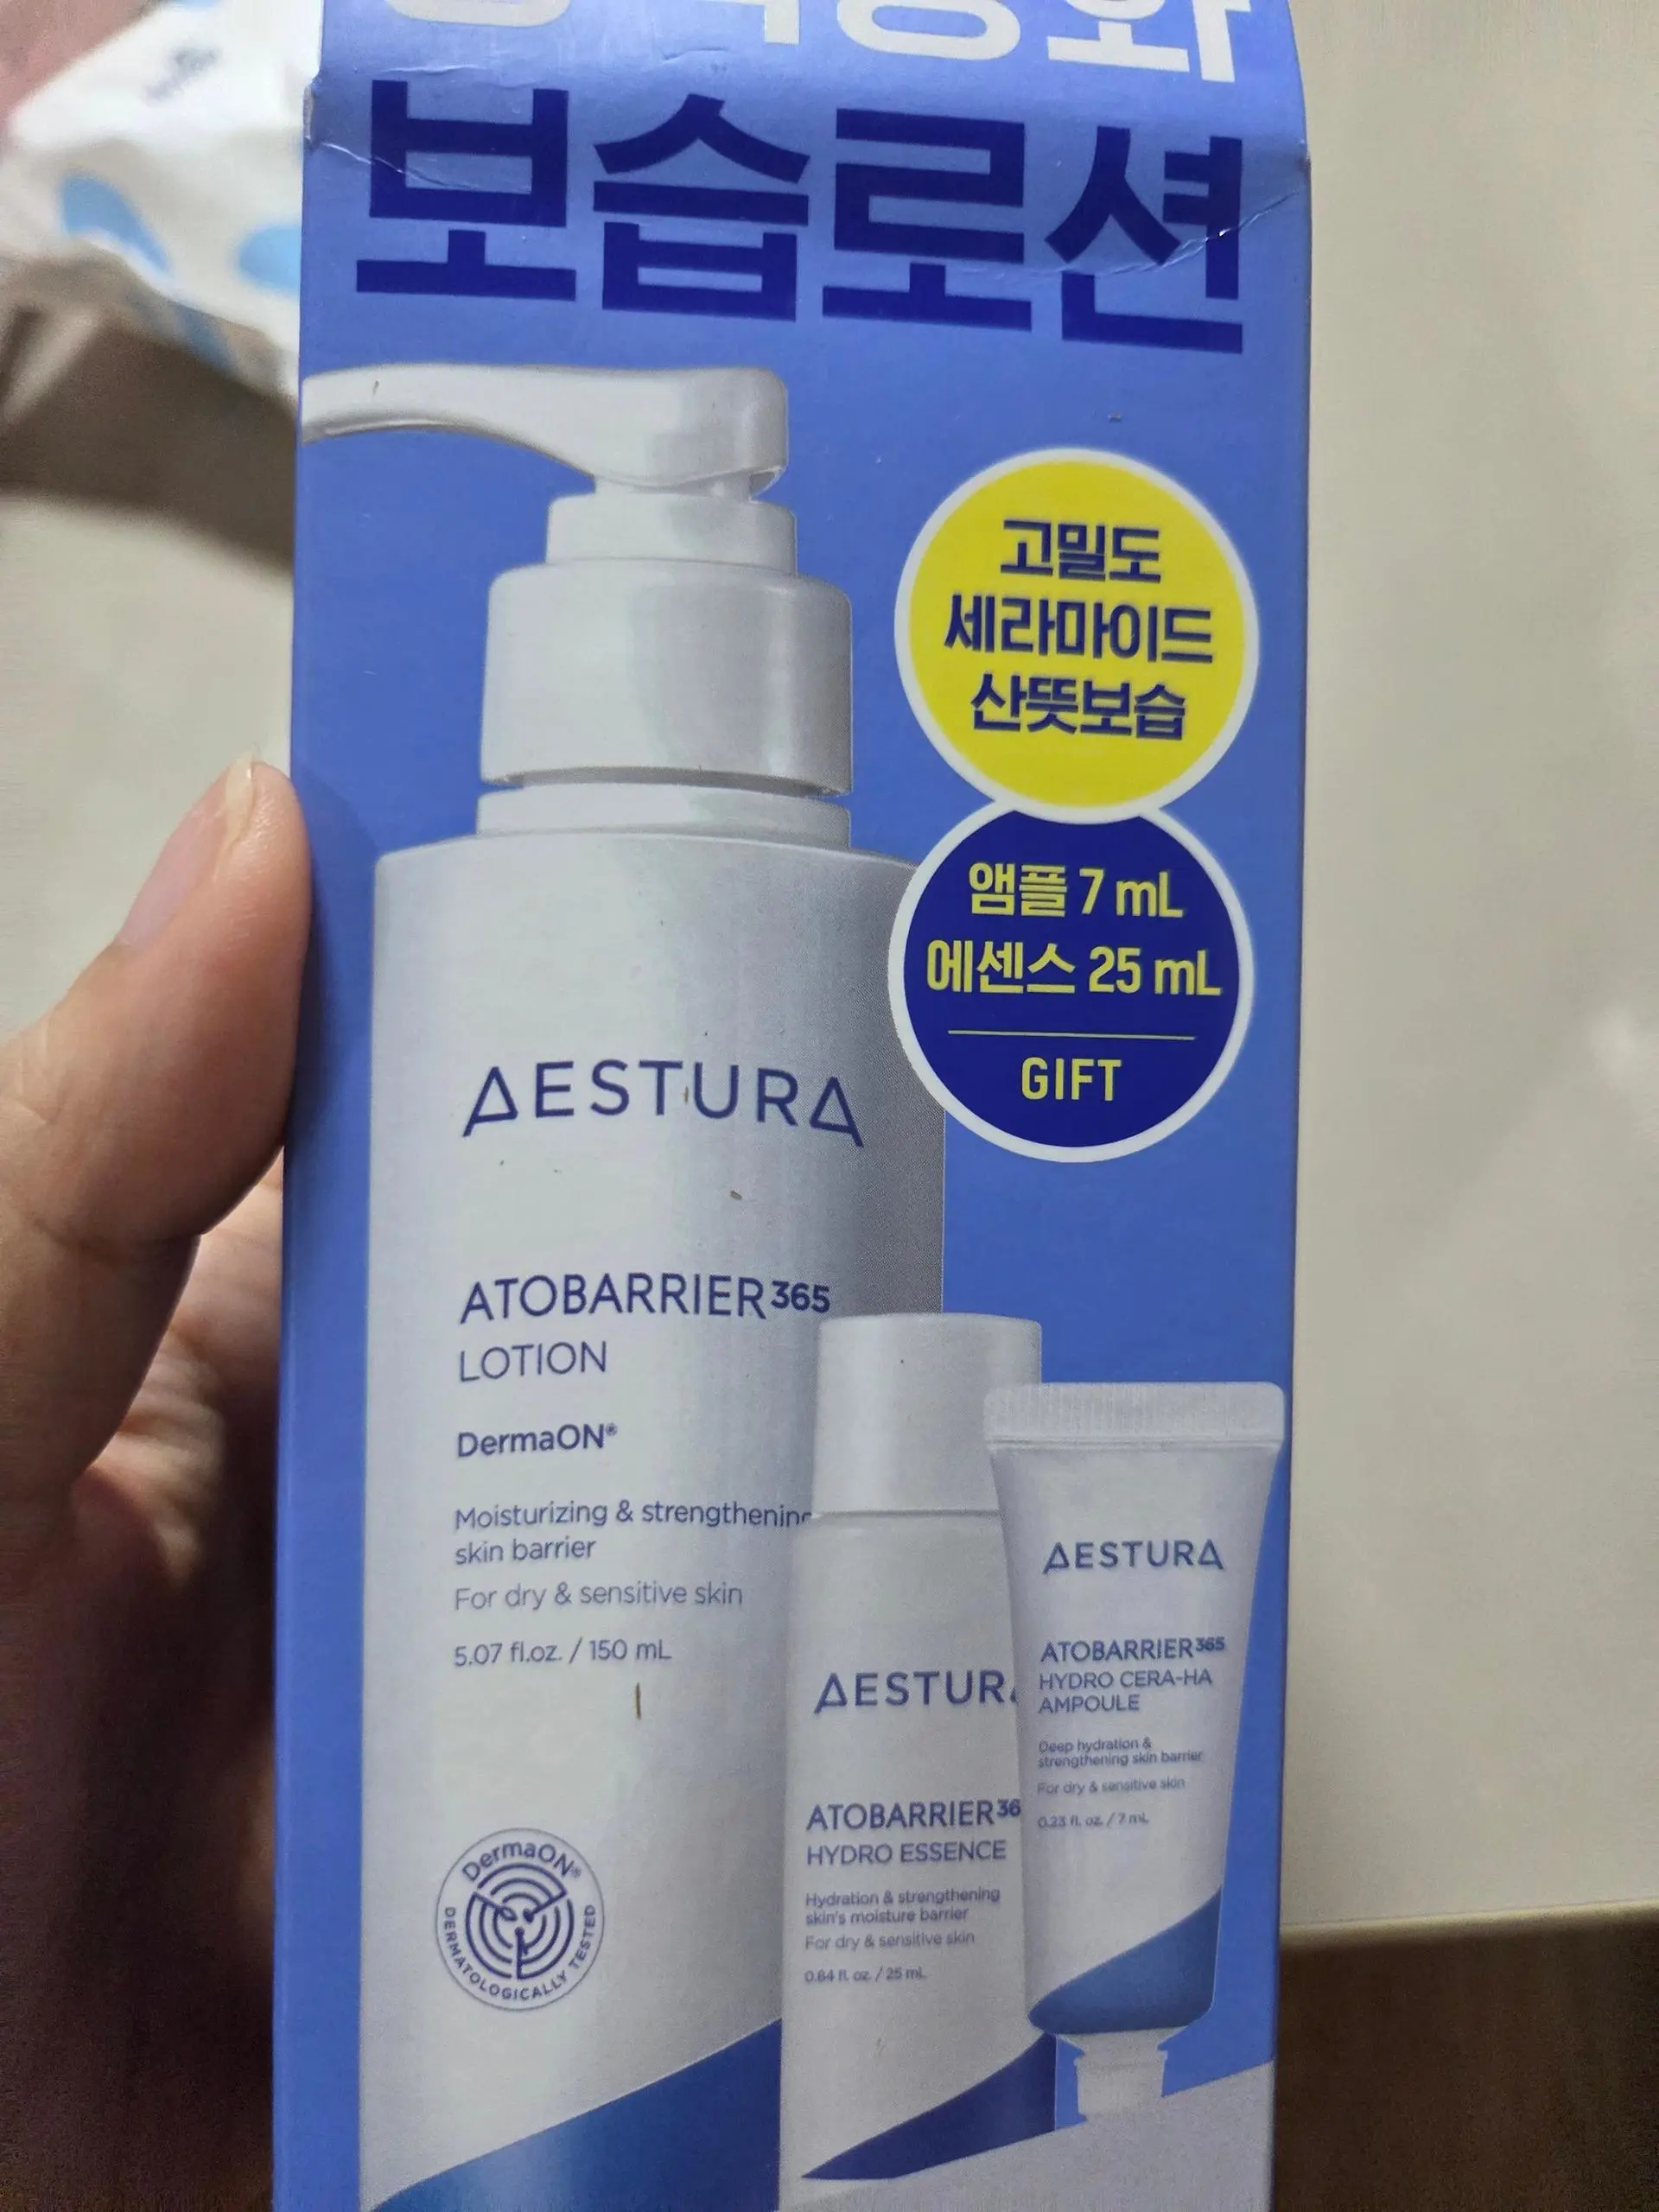 보습로션
고밀도
세라마이드
산뜻보습
앰플 7 mL
에센스 25 mL
GIFT
AESTURA
ATOBARRIER365
LOTION
DermaON®
Moisturizing & strengthening
skin barrier
For dry & sensitive skin
5.07 fl.oz. / 150 mL
DermaON®
DERMATOLOGICALLY TESTED
AESTURA
ATOBARRIER36
HYDRO ESSENCE
Hydration & strengthening
skin's moisture barrier
For dry & sensitive skin
0.84 fl. oz. / 25 mL
AESTURA
ATOBARRIER365
HYDRO CERA-HA
AMPOULE
Deep hydration &
strengthening skin barrier
For dry & sensitive skin
0.23 fl. oz. / 7 mL